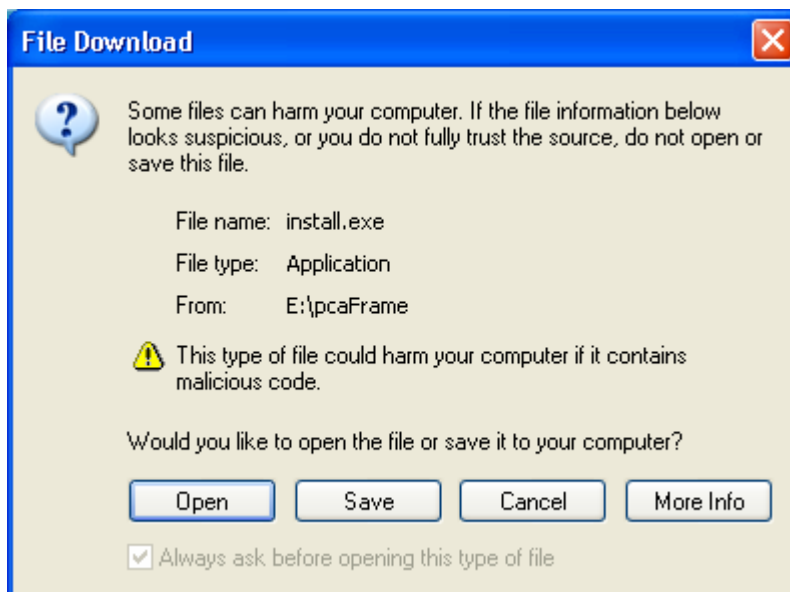 File Download
Some files can harm your computer. If the file information below
looks suspicious, or you do not fully trust the source, do not open or
save this file.
File name: install.exe
File type: Application
From: E:\pcaFrame
This type of file could harm your computer if it contains
malicious code.
Would you like to open the file or save it to your computer?
Open Save Cancel More Info
Always ask before opening this type of file